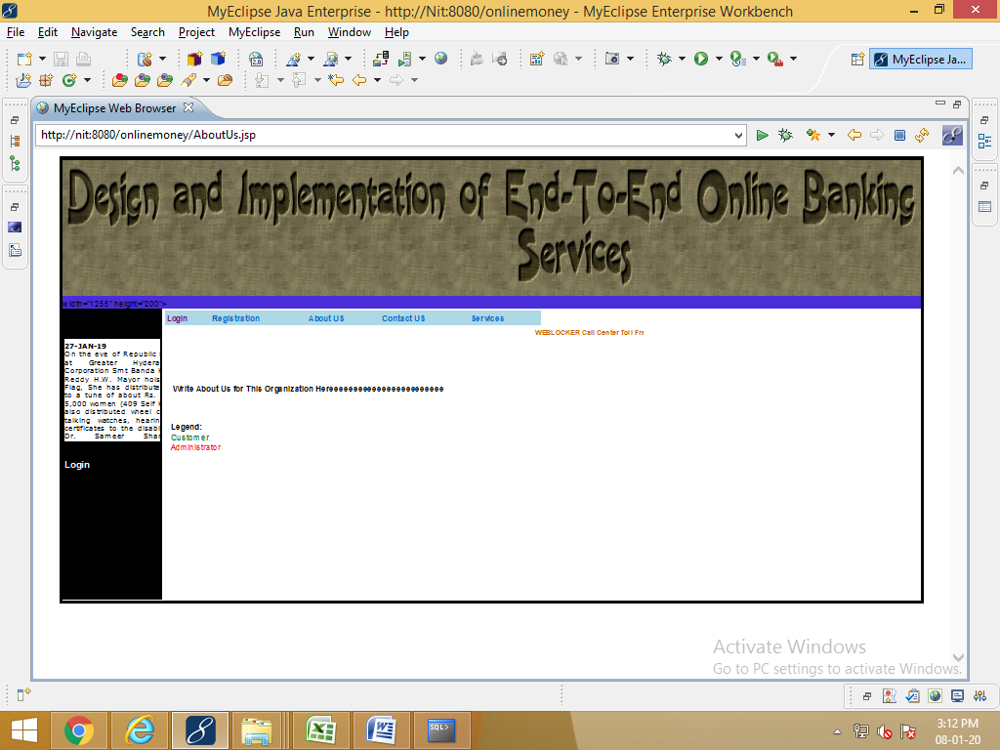 MyEclipse Java Enterprise - http://Nit:8080/onlinemoney - MyEclipse Enterprise Workbench
File Edit Navigate Search Project MyEclipse Run Window Help
MyEclipse Ja...
MyEclipse Web Browser
http://nit:8080/onlinemoney/AboutUs.jsp
Design and Implementation of End-To-End Online Banking
Services
width="1255" height="200">
Login Registration About US Contact US Services
WEBLOCKER Call Center Toll Fre
27-JAN-19
On the eve of Republic
at Greater Hydera
Corporation Smt Banda
Reddy H.W. Mayor hois
Flag, She has distribute
to a tune of about Rs.
5,000 women (409 Self
also distributed wheel c
talking watches, hearin
certificates to the disabl
Dr. Sameer Shar
Write About Us for This Organization Hereeeeeeeeeeeeeeeeeeeeeeee
Legend:
Customer
Administrator
Login
Activate Windows
Go to PC settings to activate Windows.
SQL>
3:12 PM
08-01-20